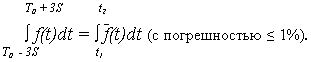 T₀ + 3S t₂
∫ f(t)dt = ∫ f̄(t)dt (с погрешностью ≤ 1%).
T₀ - 3S t₁